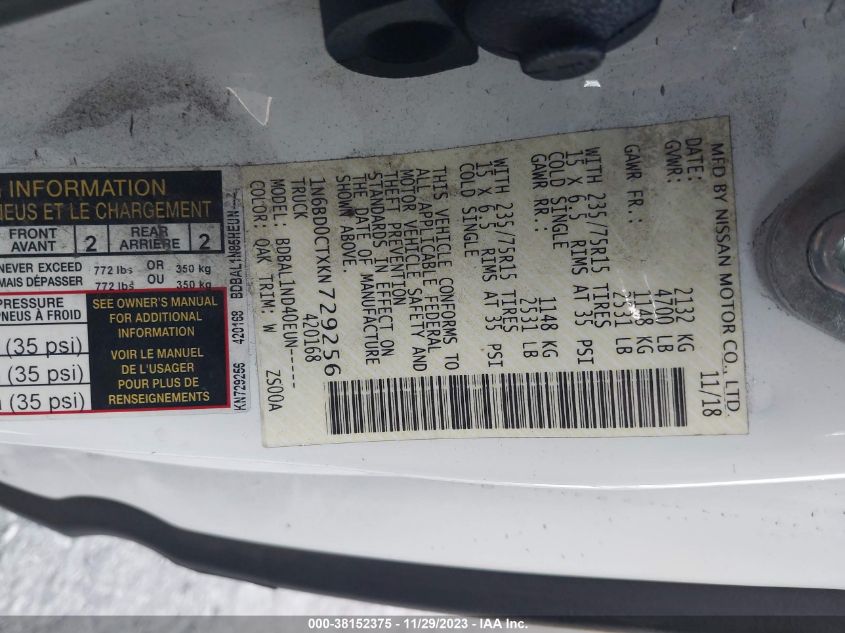 MFD BY NISSAN MOTOR CO., LTD
DATE: 11/18
GVWR: 2132 KG
4700 LB
GAWR FR.: KG
LB
WITH 235/75R15 TIRES
15 X 6.5 RIMS AT 35 PSI
COLD SINGLE
GAWR RR.: 1148 KG
2531 LB
WITH 235/75R15 TIRES
15 X 6.5 RIMS AT 35 PSI
COLD SINGLE
THIS VEHICLE CONFORMS TO
ALL APPLICABLE FEDERAL
MOTOR VEHICLE SAFETY AND
THEFT PREVENTION
STANDARDS IN EFFECT ON
THE DATE OF MANUFACTURE
SHOWN ABOVE.
1N6BD0CTXKN729256
TRUCK 420168
MODEL: BDBAL1ND40EUN-----
COLOR: QAK TRIM: W ZS00A
INFORMATION
NEUS ET LE CHARGEMENT
FRONT
AVANT 2 REAR
ARRIÈRE 2
NEVER EXCEED 772 lbs OR 350 kg
MAIS DÉPASSER 772 lbs OU 350 kg
PRESSURE
PNEUS À FROID
(35 psi)
(35 psi)
(35 psi)
SEE OWNER'S MANUAL
FOR ADDITIONAL
INFORMATION
VOIR LE MANUEL
DE L'USAGER
POUR PLUS DE
RENSEIGNEMENTS
KN729256 420168 BDBAL1N85HEUN----
000-38152375 - 11/29/2023 - IAA Inc.